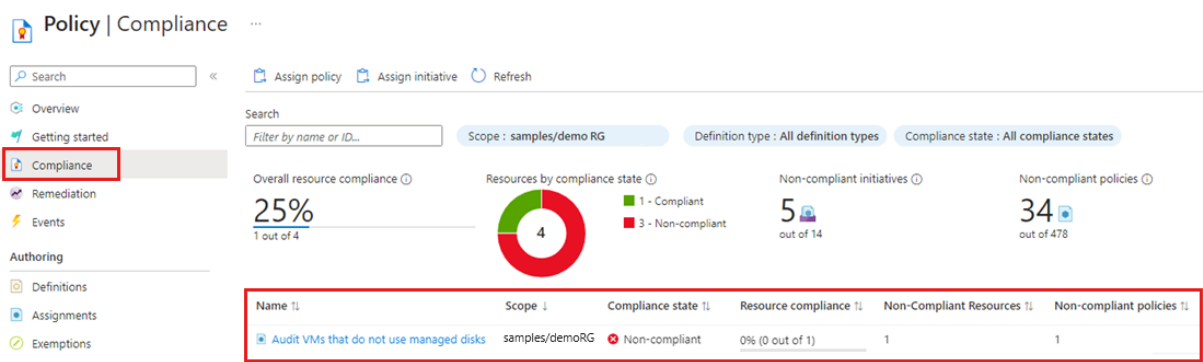 Policy | Compliance ...
Search «
Overview
Getting started
Compliance
Remediation
Events
Authoring
Definitions
Assignments
Exemptions
Assign policy Assign initiative Refresh
Search
Filter by name or ID...
Scope : samples/demo RG
Definition type : All definition types
Compliance state : All compliance states
Overall resource compliance
25%
1 out of 4
Resources by compliance state
4
1 - Compliant
3 - Non-compliant
Non-compliant initiatives
5
out of 14
Non-compliant policies
34
out of 478
Name ↑↓ Scope ↓ Compliance state ↑↓ Resource compliance ↑↓ Non-Compliant Resources ↑↓ Non-compliant policies ↑↓
Audit VMs that do not use managed disks samples/demoRG Non-compliant 0% (0 out of 1) 1 1